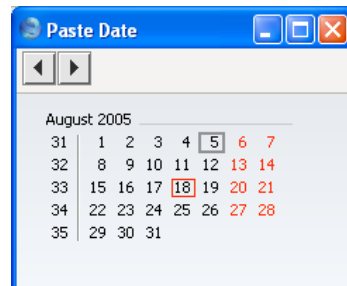 Paste Date
August 2005
31 1 2 3 4 5 6 7
32 8 9 10 11 12 13 14
33 15 16 17 18 19 20 21
34 22 23 24 25 26 27 28
35 29 30 31